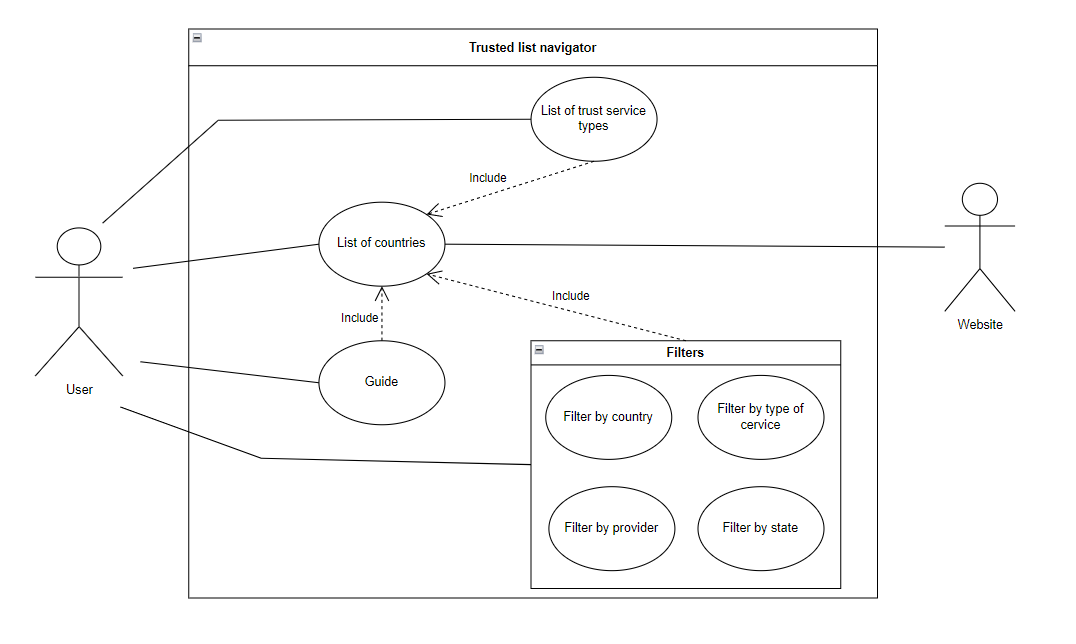 Trusted list navigator
List of trust service
types
Include
List of countries
Include
Include
Website
Filters
Guide
User
Filter by country
Filter by type of
cervice
Filter by provider
Filter by state